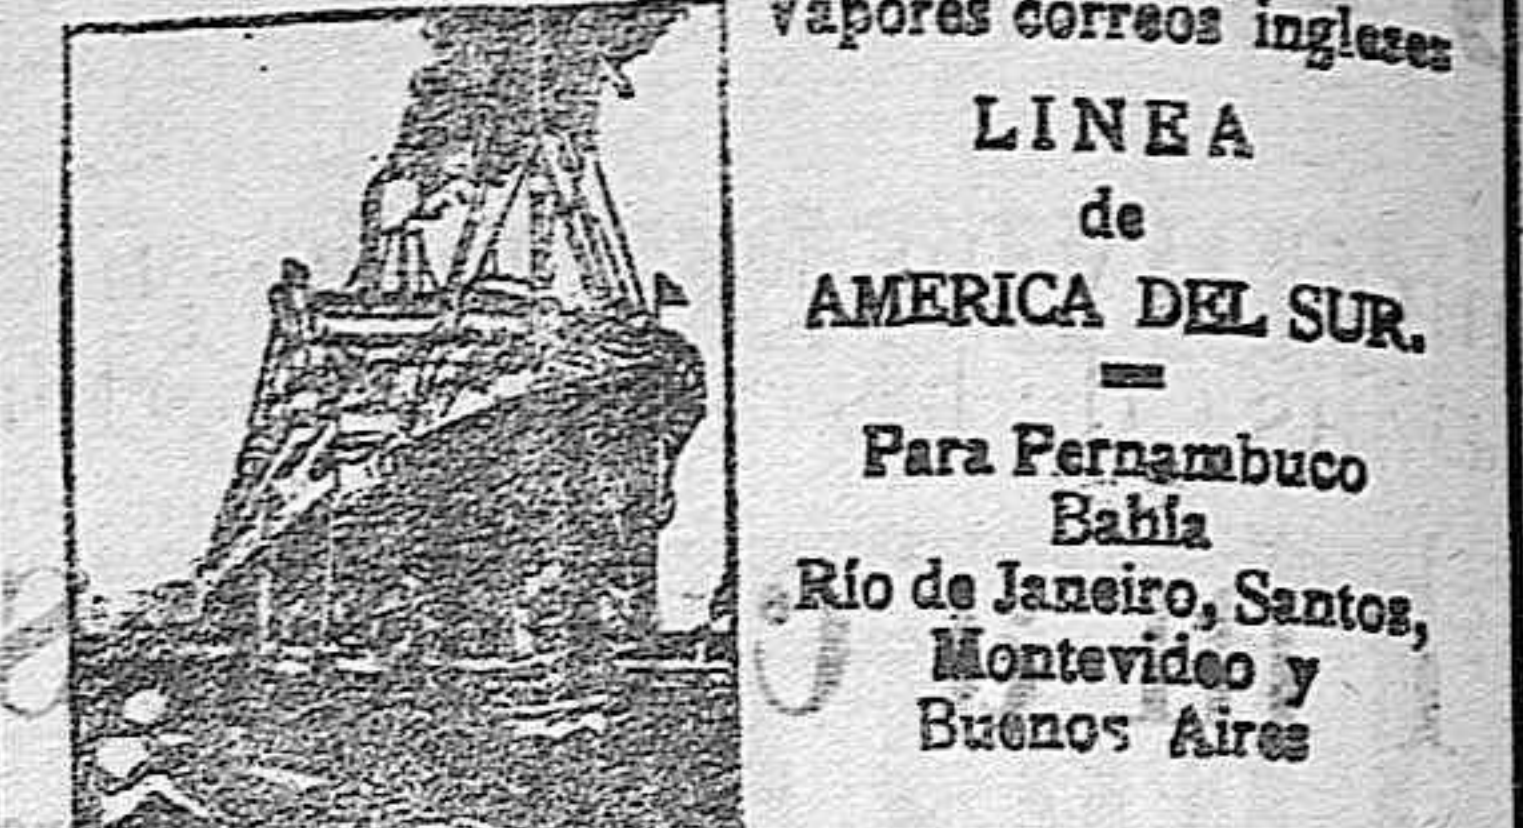 Vapores correos ingleses
LINEA
de
AMERICA DEL SUR.
Para Pernambuco
Bahía
Río de Janeiro, Santos,
Montevideo y
Buenos Aires